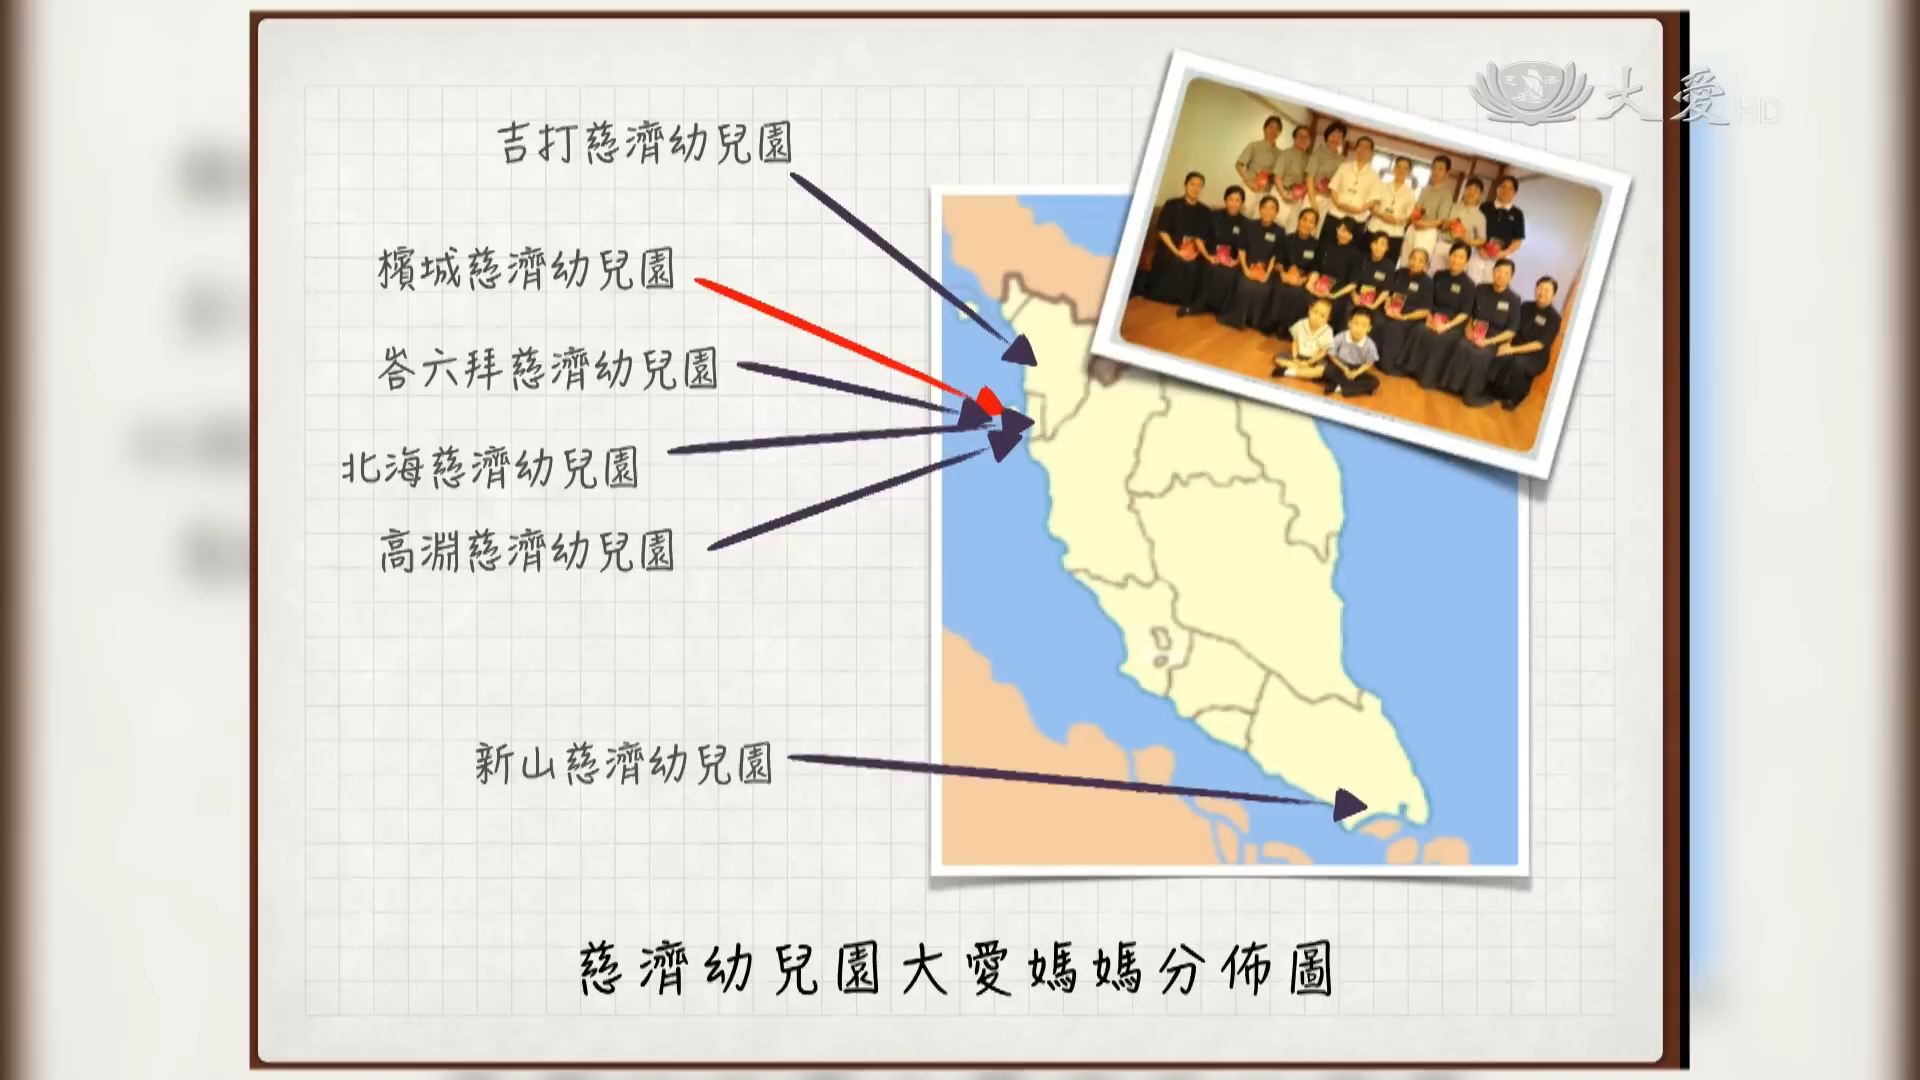 大愛HD
吉打慈濟幼兒園
檳城慈濟幼兒園
峇六拜慈濟幼兒園
北海慈濟幼兒園
高淵慈濟幼兒園
新山慈濟幼兒園
慈濟幼兒園大愛媽媽分佈圖